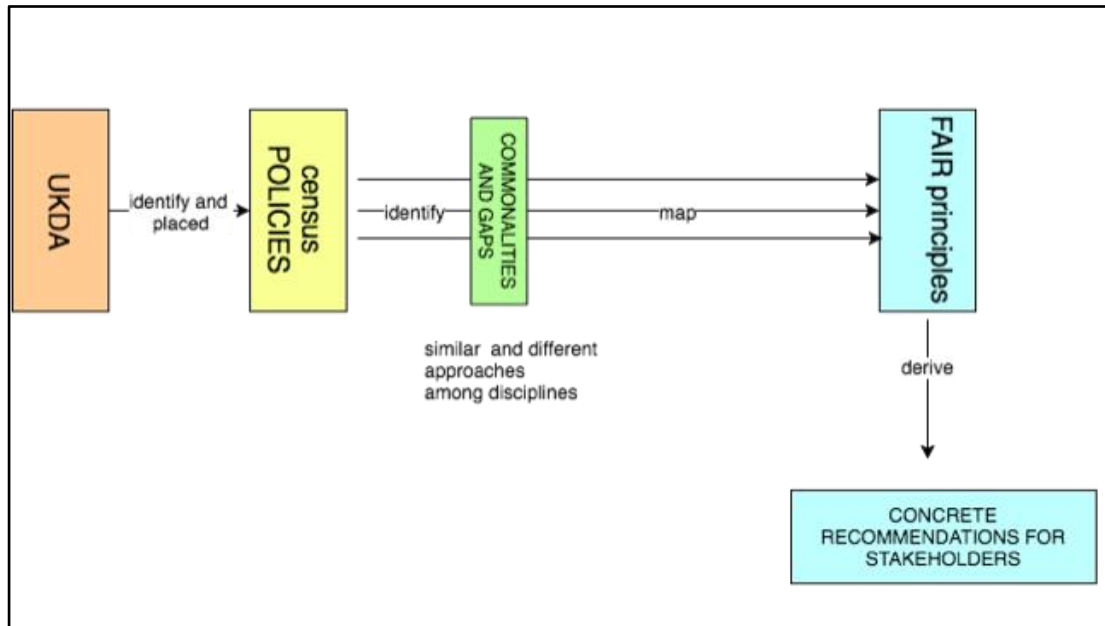 UKDA
identify and
placed
census
POLICIES
identify
COMMONALITIES
AND GAPS
similar and different
approaches
among disciplines
map
FAIR principles
derive
CONCRETE
RECOMMENDATIONS FOR
STAKEHOLDERS